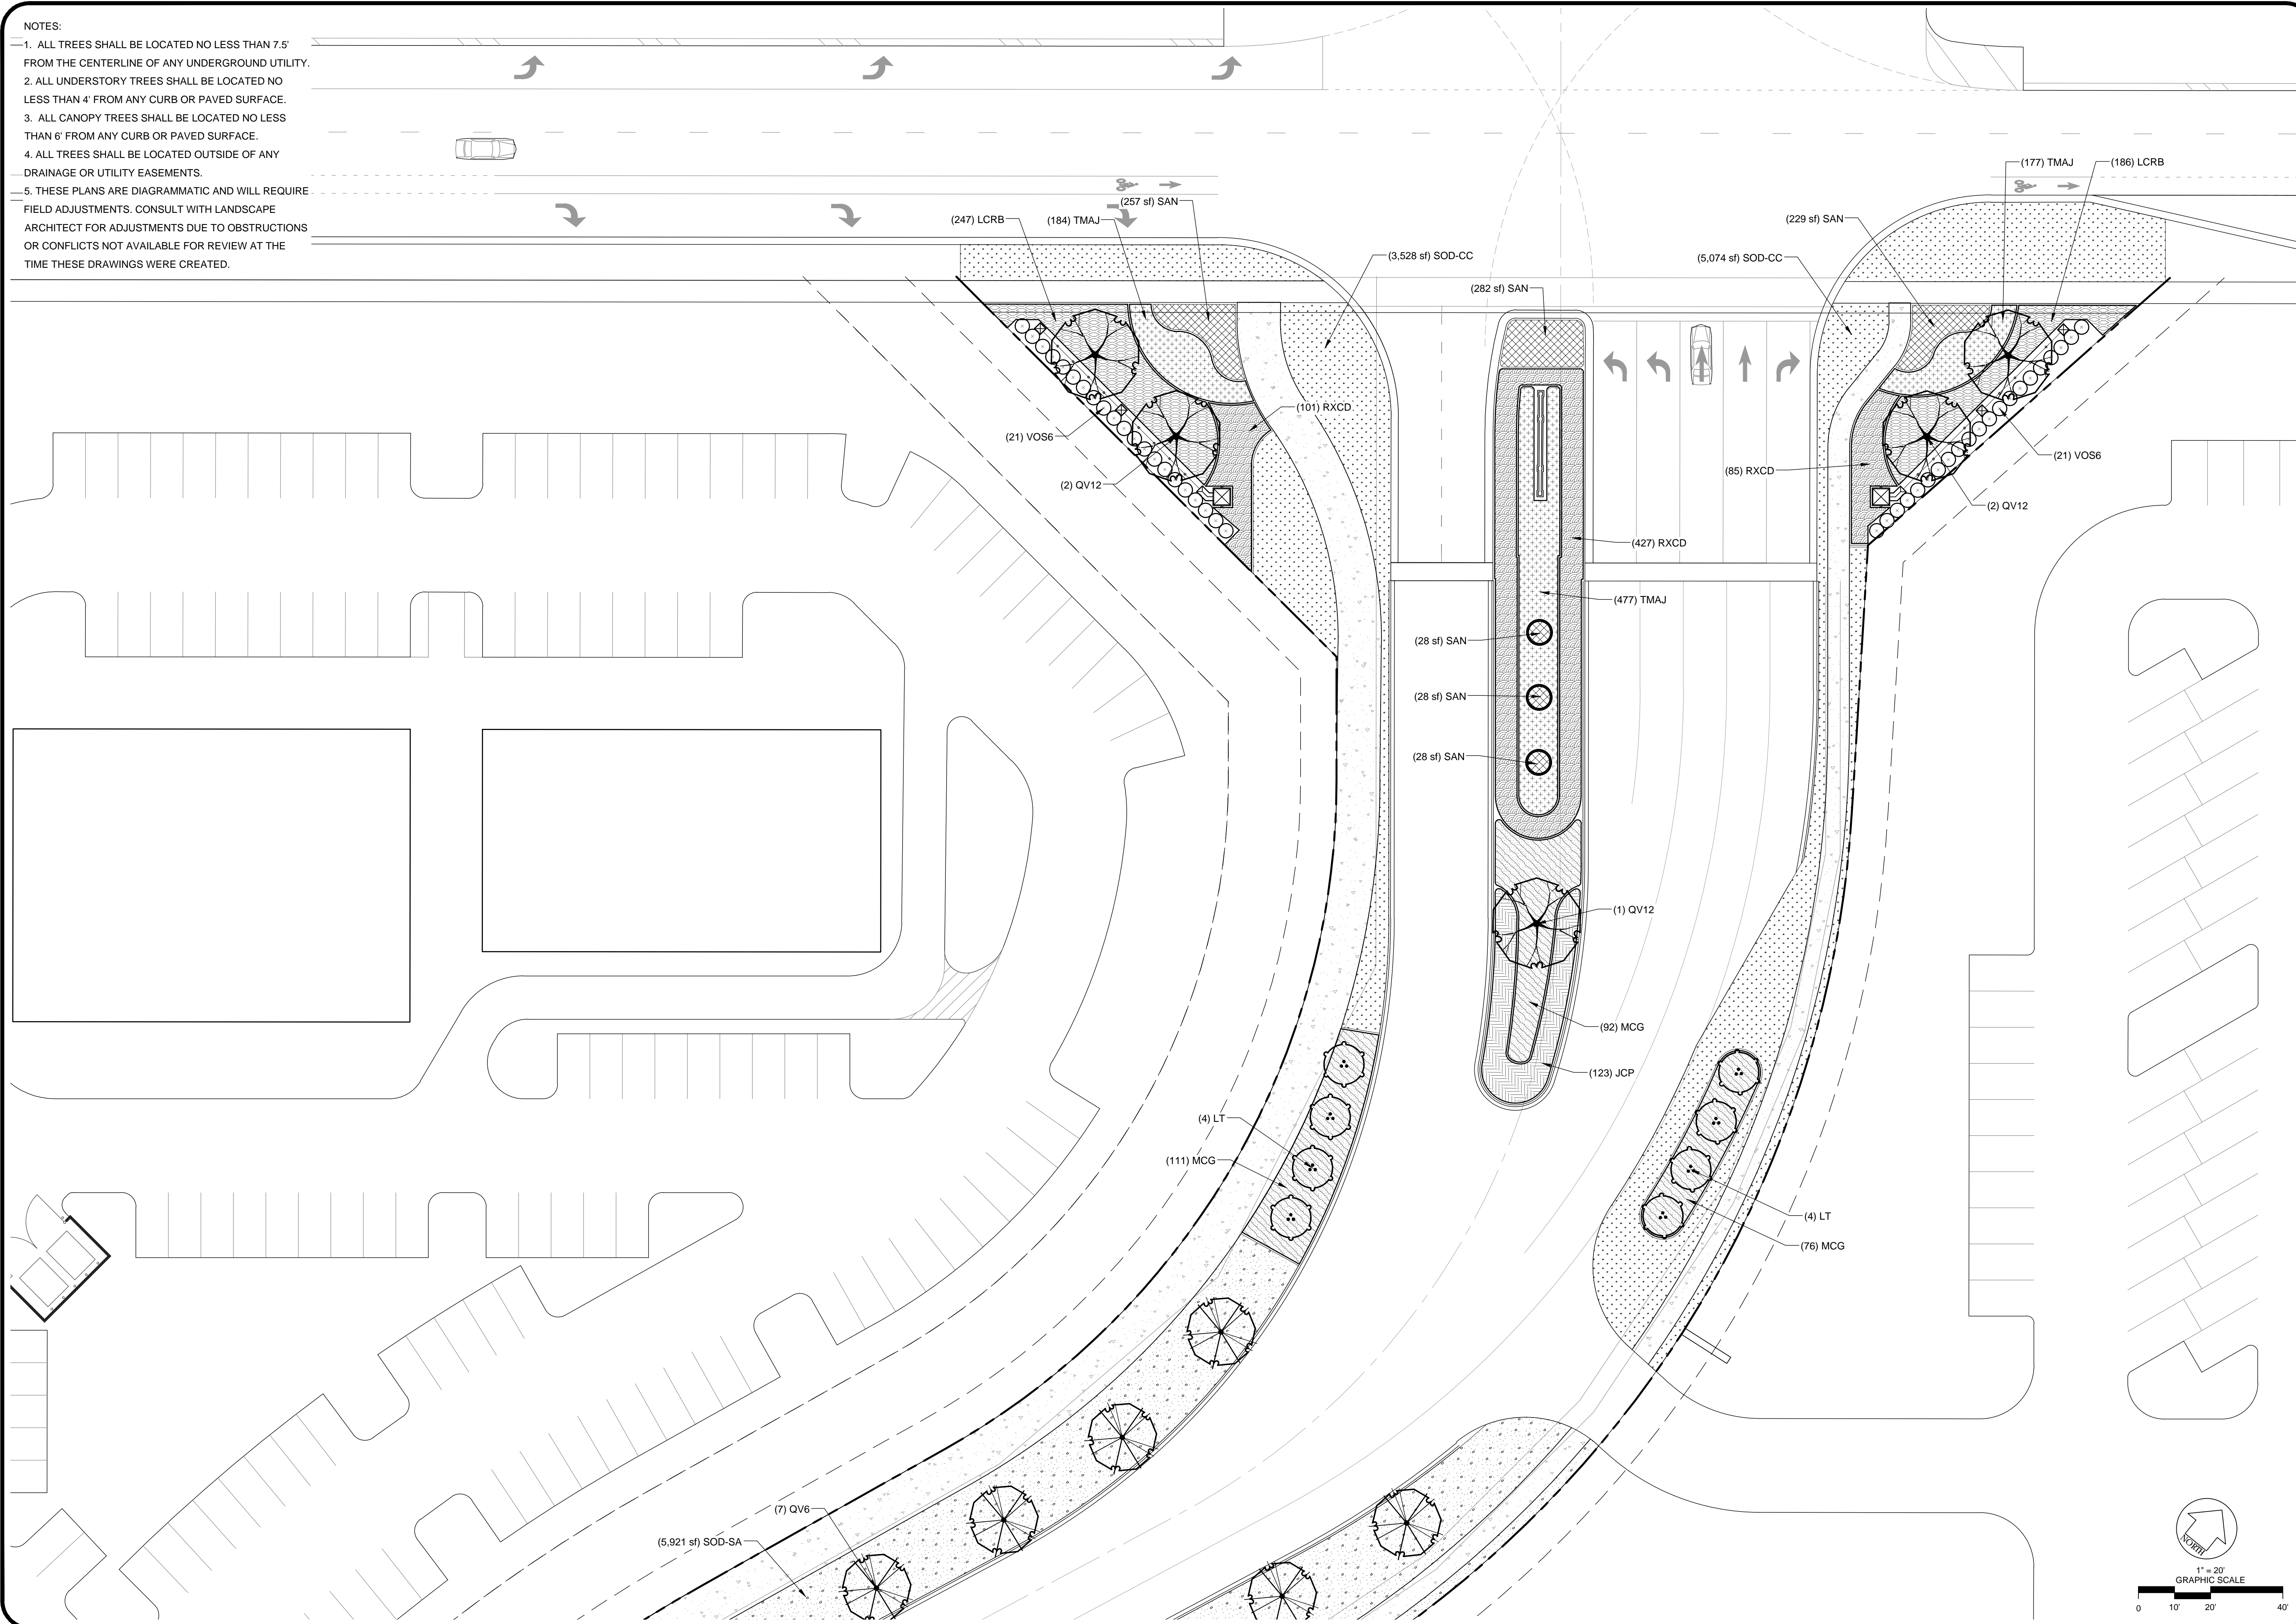 NOTES:
1. ALL TREES SHALL BE LOCATED NO LESS THAN 7.5'
FROM THE CENTERLINE OF ANY UNDERGROUND UTILITY.
2. ALL UNDERSTORY TREES SHALL BE LOCATED NO
LESS THAN 4' FROM ANY CURB OR PAVED SURFACE.
3. ALL CANOPY TREES SHALL BE LOCATED NO LESS
THAN 6' FROM ANY CURB OR PAVED SURFACE.
4. ALL TREES SHALL BE LOCATED OUTSIDE OF ANY
DRAINAGE OR UTILITY EASEMENTS.
5. THESE PLANS ARE DIAGRAMMATIC AND WILL REQUIRE
FIELD ADJUSTMENTS. CONSULT WITH LANDSCAPE
ARCHITECT FOR ADJUSTMENTS DUE TO OBSTRUCTIONS
OR CONFLICTS NOT AVAILABLE FOR REVIEW AT THE
TIME THESE DRAWINGS WERE CREATED.
(177) TMAJ
(186) LCRB
(257 sf) SAN
(247) LCRB
(184) TMAJ
(229 sf) SAN
(3,528 sf) SOD-CC
(5,074 sf) SOD-CC
(282 sf) SAN
(101) RXCD
(21) VOS6
(2) QV12
(21) VOS6
(85) RXCD
(2) QV12
(427) RXCD
(477) TMAJ
(28 sf) SAN
(28 sf) SAN
(28 sf) SAN
(1) QV12
(92) MCG
(123) JCP
(4) LT
(111) MCG
(4) LT
(76) MCG
(7) QV6
(5,921 sf) SOD-SA
NORTH
1" = 20'
GRAPHIC SCALE
0 10' 20' 40'